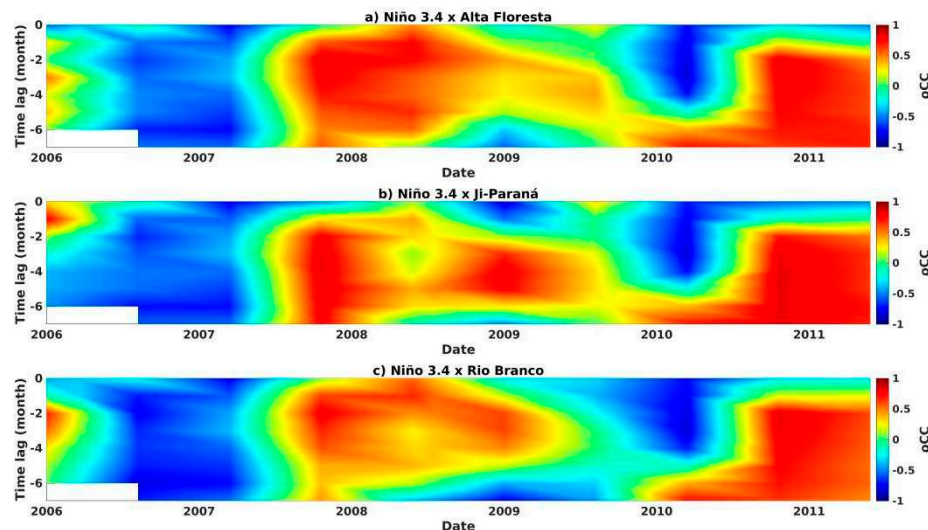 a) Niño 3.4 x Alta Floresta
Time lag (month)
0
-2
-4
-6
2006 2007 2008 2009 2010 2011
Date
1
0.5
0
-0.5
-1
ρCC
b) Niño 3.4 x Ji-Paraná
Time lag (month)
0
-2
-4
-6
2006 2007 2008 2009 2010 2011
Date
1
0.5
0
-0.5
-1
ρCC
c) Niño 3.4 x Rio Branco
Time lag (month)
0
-2
-4
-6
2006 2007 2008 2009 2010 2011
Date
1
0.5
0
-0.5
-1
ρCC